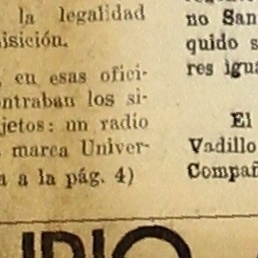 la legalidad
isición.
en esas ofici-
ontraban los si-
jetos: un radio
marca Univer-
a a la pág. 4)
no San
quido s
res igua
El
Vadillo
Compañ